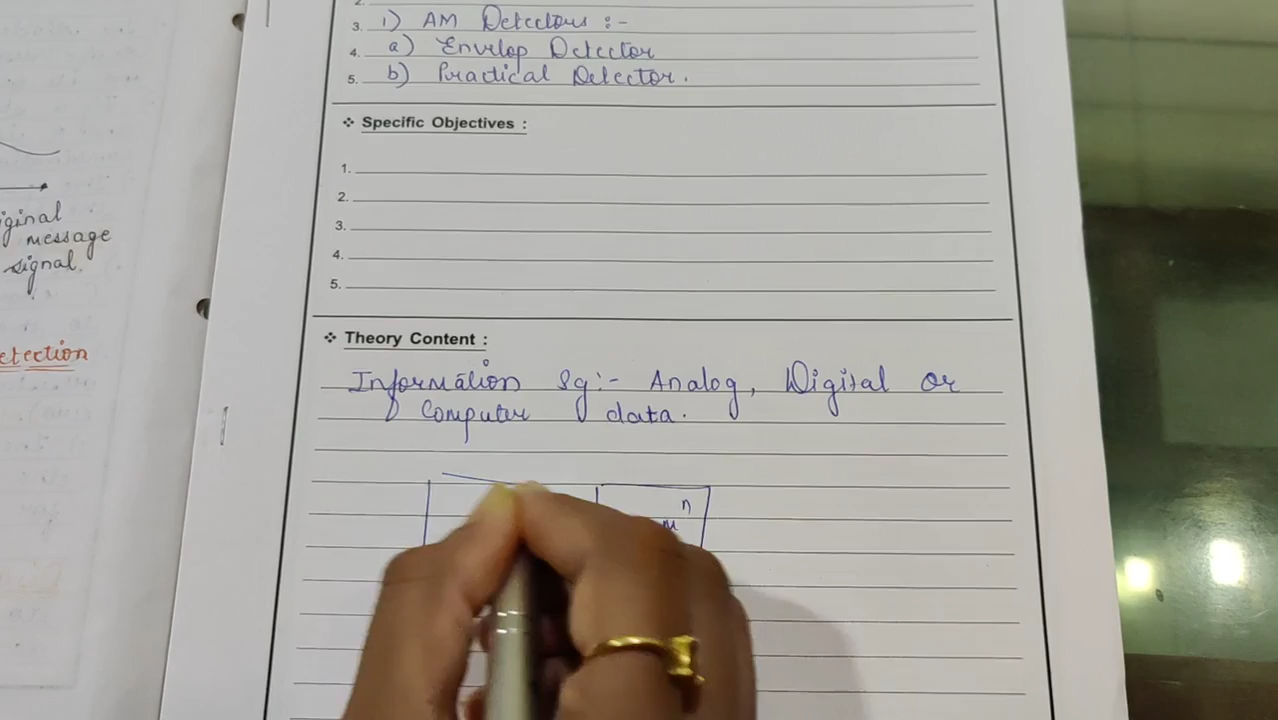 2.
3. 1) AM Detectors :-
4. a) Envelop Detector
5. b) Practical Detector.
❖ Specific Objectives :
1.
2.
3.
4.
5.
iginal
message
signal.
etection
❖ Theory Content :
Information Sg:- Analog, Digital or
Computer data.
n